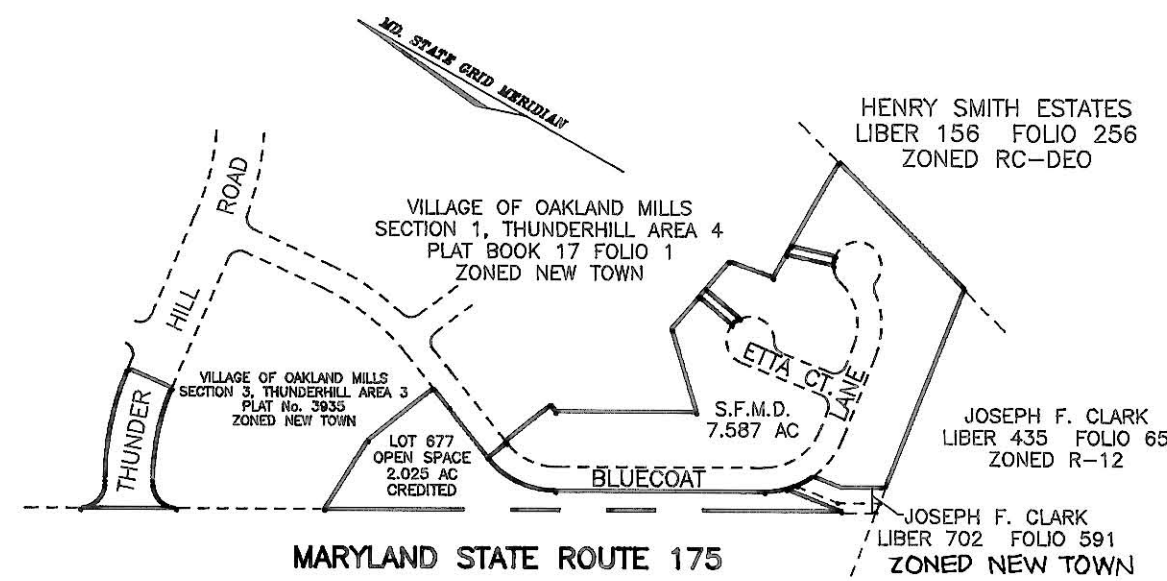 MD. STATE GRID MERIDIAN
HENRY SMITH ESTATES
LIBER 156 FOLIO 256
ZONED RC-DEO
ROAD
HILL
THUNDER
VILLAGE OF OAKLAND MILLS
SECTION 1, THUNDERHILL AREA 4
PLAT BOOK 17 FOLIO 1
ZONED NEW TOWN
VILLAGE OF OAKLAND MILLS
SECTION 3, THUNDERHILL AREA 3
PLAT No. 3935
ZONED NEW TOWN
ETTA CT.
LANE
S.F.M.D.
7.587 AC
LOT 677
OPEN SPACE
2.025 AC
CREDITED
BLUECOAT
JOSEPH F. CLARK
LIBER 435 FOLIO 65
ZONED R-12
JOSEPH F. CLARK
LIBER 702 FOLIO 591
ZONED NEW TOWN
MARYLAND STATE ROUTE 175